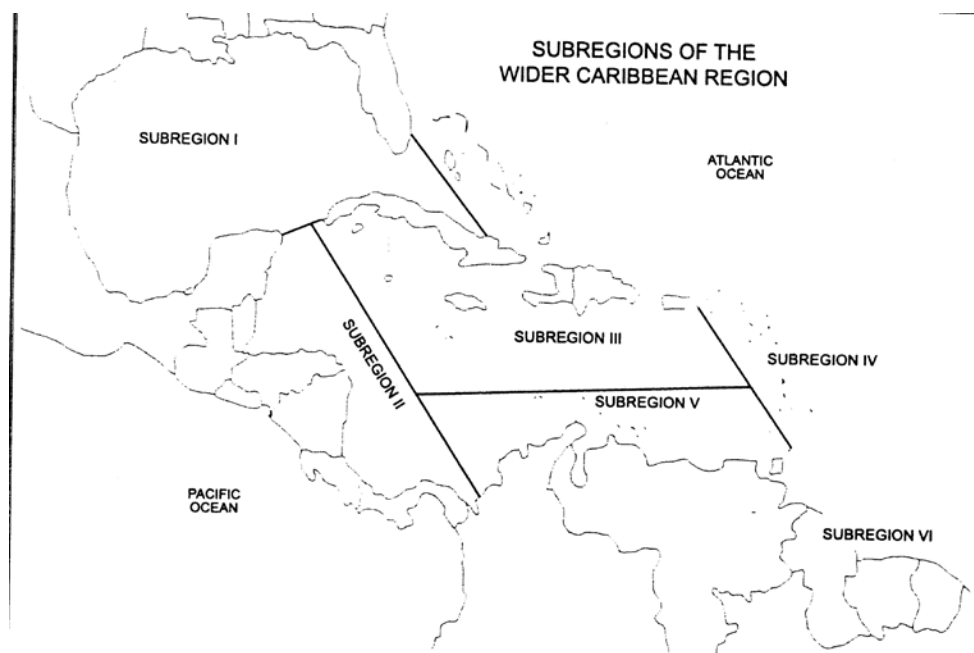 SUBREGIONS OF THE
WIDER CARIBBEAN REGION
SUBREGION I
ATLANTIC
OCEAN
SUBREGION II
SUBREGION III
SUBREGION IV
SUBREGION V
PACIFIC
OCEAN
SUBREGION VI